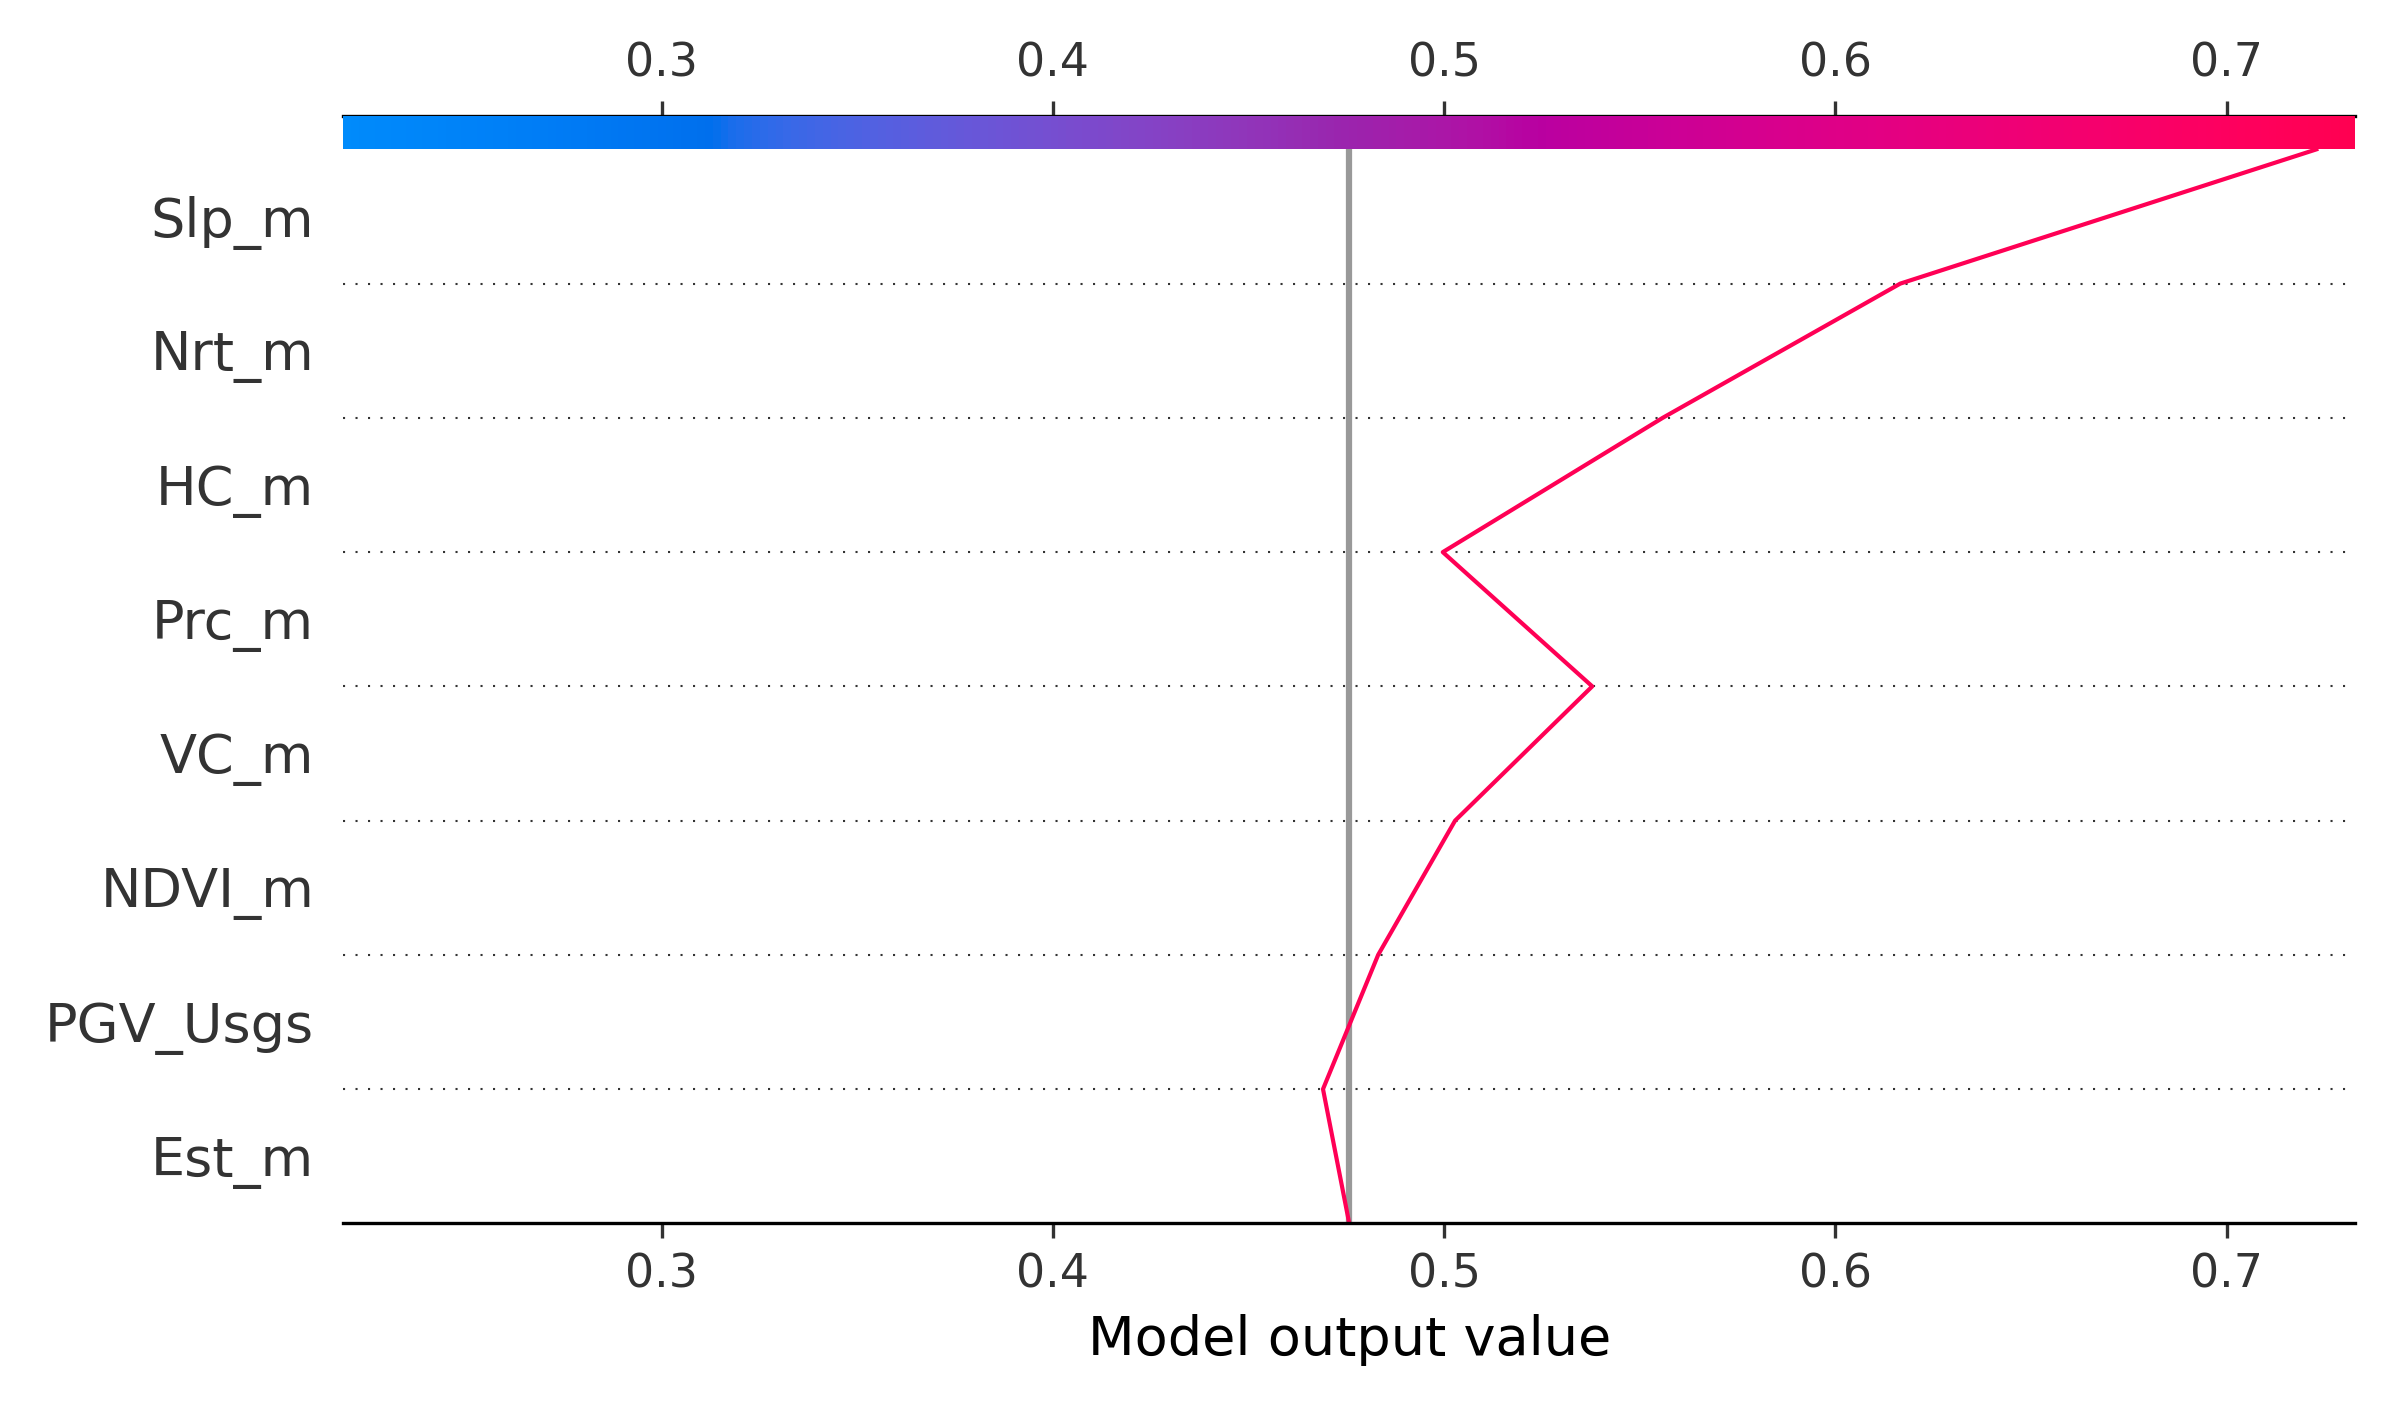 0.3 0.4 0.5 0.6 0.7
Slp_m
Nrt_m
HC_m
Prc_m
VC_m
NDVI_m
PGV_Usgs
Est_m
0.3 0.4 0.5 0.6 0.7
Model output value